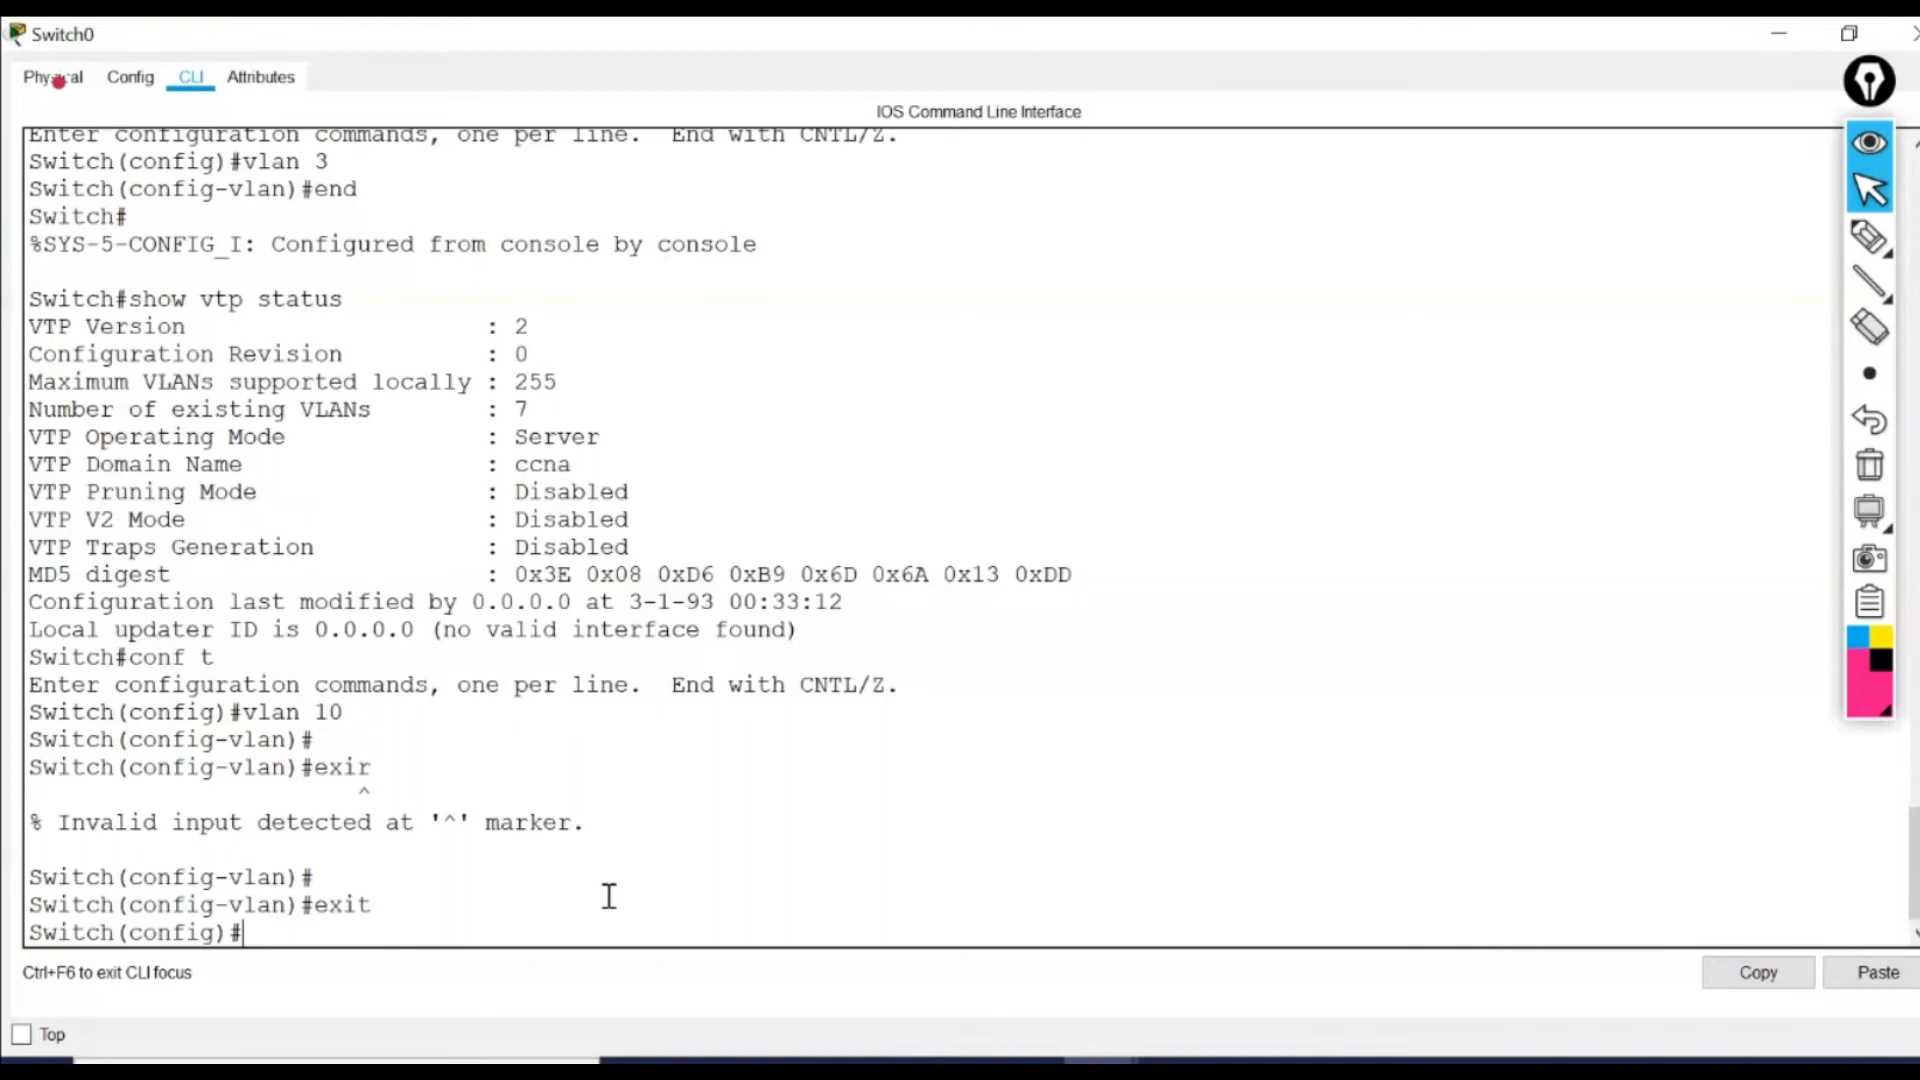 Switch0
Physical Config CLI Attributes
IOS Command Line Interface
Enter configuration commands, one per line.  End with CNTL/Z.
Switch(config)#vlan 3
Switch(config-vlan)#end
Switch#
%SYS-5-CONFIG_I: Configured from console by console
Switch#show vtp status
VTP Version : 2
Configuration Revision : 0
Maximum VLANs supported locally : 255
Number of existing VLANs : 7
VTP Operating Mode : Server
VTP Domain Name : ccna
VTP Pruning Mode : Disabled
VTP V2 Mode : Disabled
VTP Traps Generation : Disabled
MD5 digest : 0x3E 0x08 0xD6 0xB9 0x6D 0x6A 0x13 0xDD
Configuration last modified by 0.0.0.0 at 3-1-93 00:33:12
Local updater ID is 0.0.0.0 (no valid interface found)
Switch#conf t
Enter configuration commands, one per line.  End with CNTL/Z.
Switch(config)#vlan 10
Switch(config-vlan)#
Switch(config-vlan)#exir
^
% Invalid input detected at '^' marker.
Switch(config-vlan)#
Switch(config-vlan)#exit
Switch(config)#
Ctrl+F6 to exit CLI focus
Copy Paste
Top